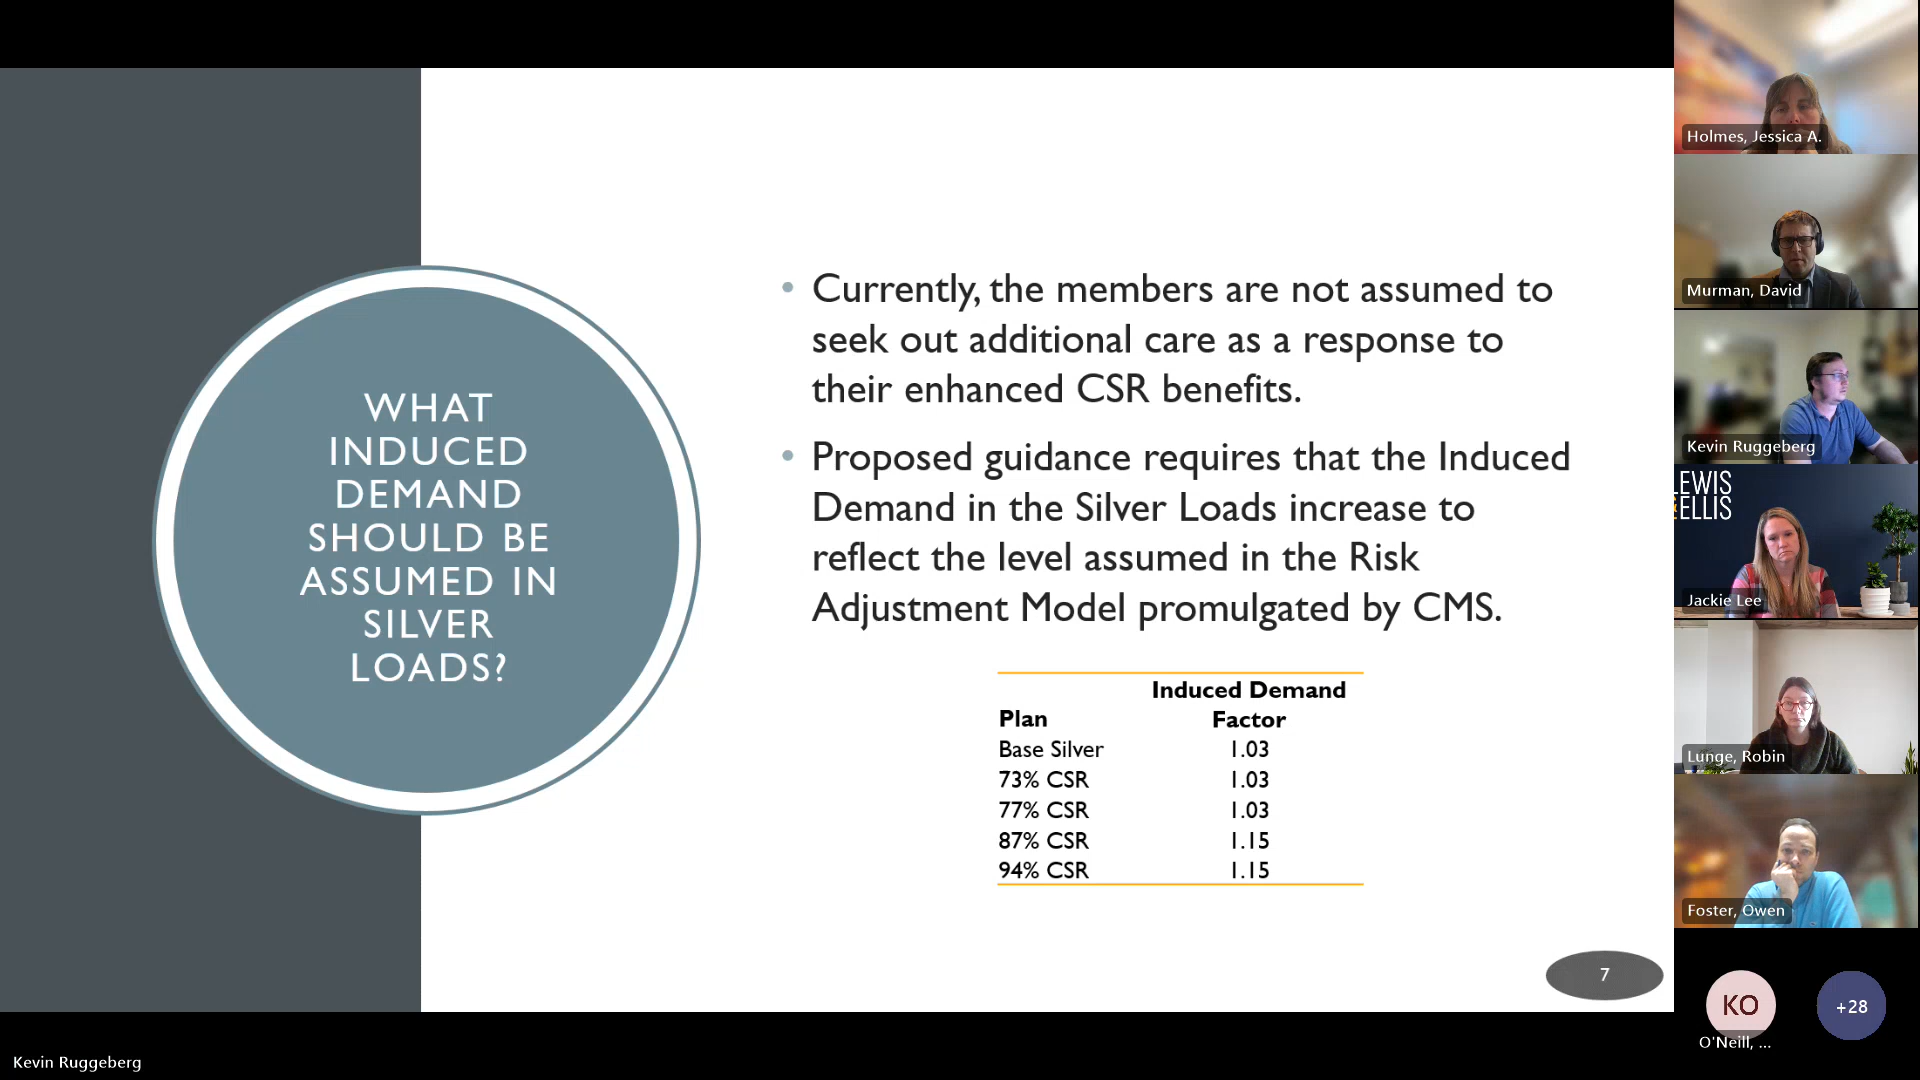 WHAT
INDUCED
DEMAND
SHOULD BE
ASSUMED IN
SILVER
LOADS?
• Currently, the members are not assumed to
seek out additional care as a response to
their enhanced CSR benefits.
• Proposed guidance requires that the Induced
Demand in the Silver Loads increase to
reflect the level assumed in the Risk
Adjustment Model promulgated by CMS.
Induced Demand
Plan Factor
Base Silver 1.03
73% CSR 1.03
77% CSR 1.03
87% CSR 1.15
94% CSR 1.15
7
Holmes, Jessica A.
Murman, David
Kevin Ruggeberg
EWIS
ELLIS
Jackie Lee
Lunge, Robin
Foster, Owen
KO
+28
O'Neill, ...
Kevin Ruggeberg